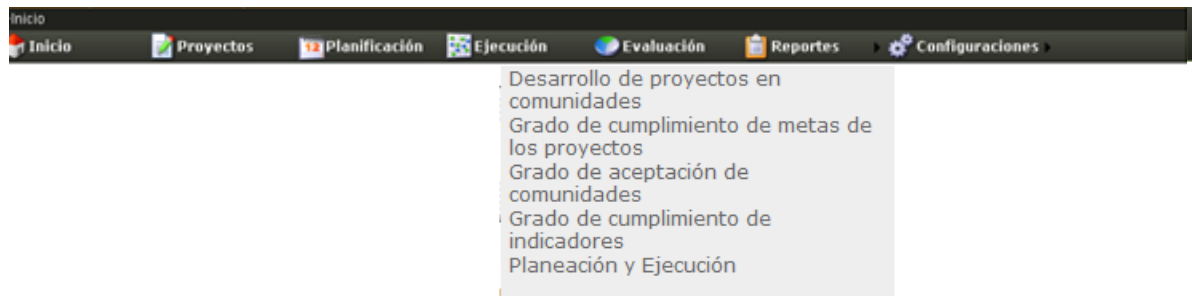 Inicio
Inicio Proyectos 12 Planificación Ejecución Evaluación Reportes Configuraciones
Desarrollo de proyectos en
comunidades
Grado de cumplimiento de metas de
los proyectos
Grado de aceptación de
comunidades
Grado de cumplimiento de
indicadores
Planeación y Ejecución